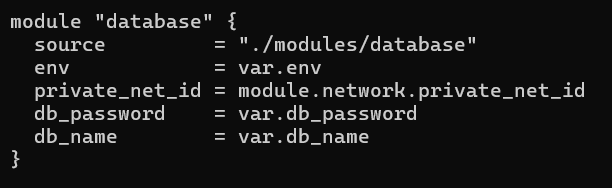 module "database" {
  source         = "./modules/database"
  env            = var.env
  private_net_id = module.network.private_net_id
  db_password    = var.db_password
  db_name        = var.db_name
}